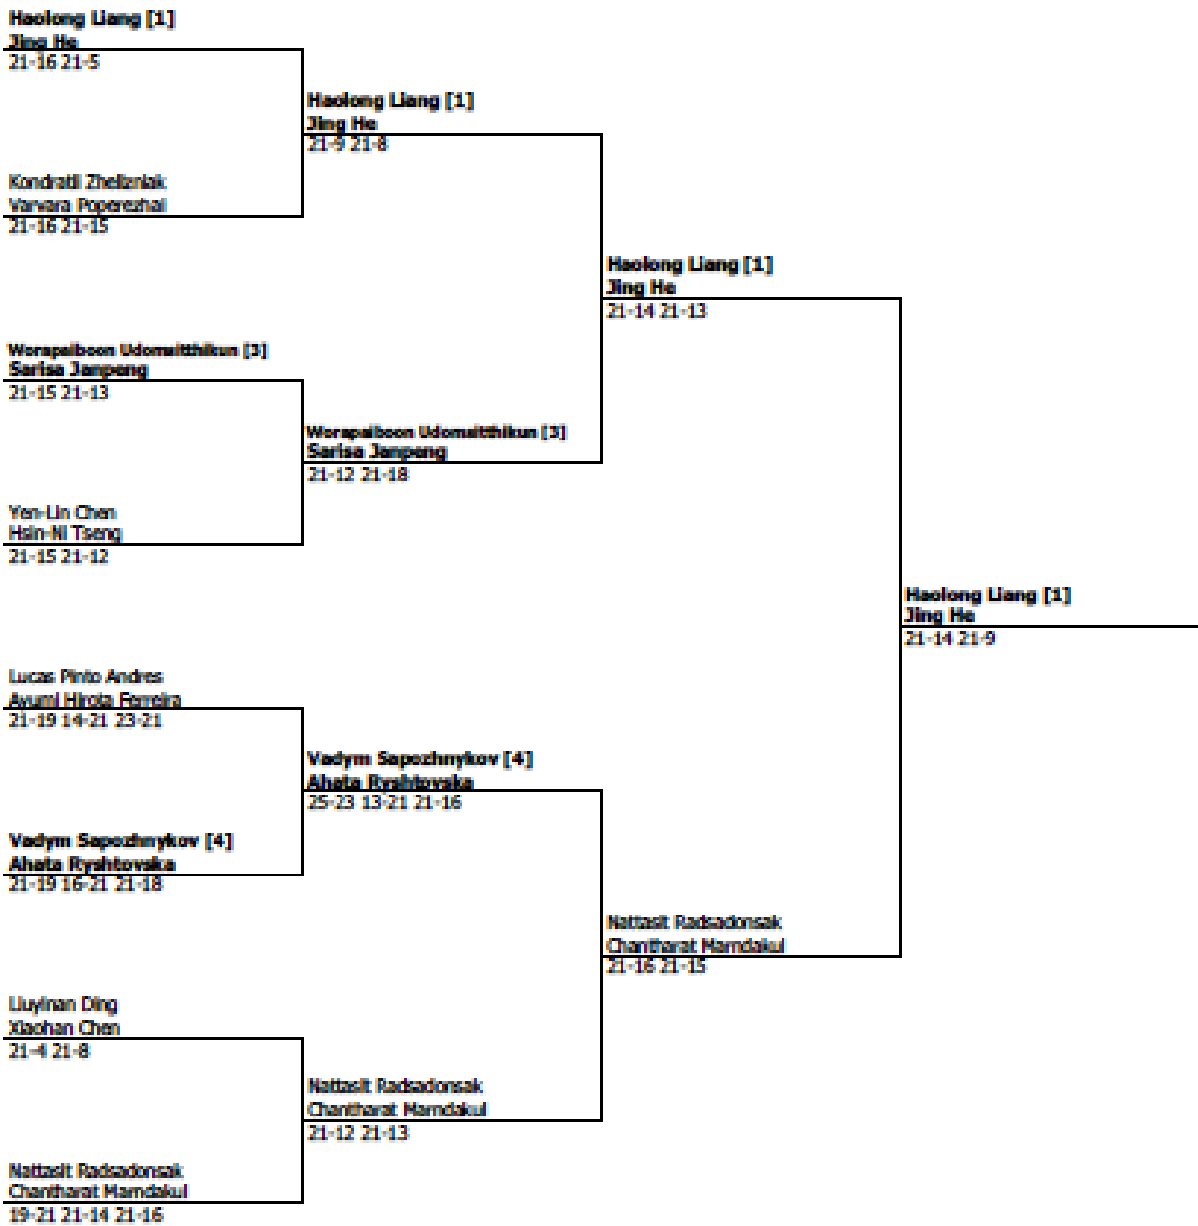 Haolong Liang [1]
Jing He
21-16 21-5
Haolong Liang [1]
Jing He
21-9 21-8
Kondratii Zhelizniak
Varvara Poperezhai
21-16 21-15
Haolong Liang [1]
Jing He
21-14 21-13
Worapaiboon Udomsitthikun [3]
Sarisa Janpeng
21-15 21-13
Worapaiboon Udomsitthikun [3]
Sarisa Janpeng
21-12 21-18
Yen-Lin Chen
Hsin-Ni Tseng
21-15 21-12
Haolong Liang [1]
Jing He
21-14 21-9
Lucas Pinto Andres
Ayumi Hirota Ferreira
21-19 14-21 23-21
Vadym Sapozhnykov [4]
Ahata Ryshtovska
25-23 13-21 21-16
Vadym Sapozhnykov [4]
Ahata Ryshtovska
21-19 16-21 21-18
Nattasit Radsadonsak
Chantharat Marndakul
21-16 21-15
Liuyinan Ding
Xiaohan Chen
21-4 21-8
Nattasit Radsadonsak
Chantharat Marndakul
21-12 21-13
Nattasit Radsadonsak
Chantharat Marndakul
19-21 21-14 21-16